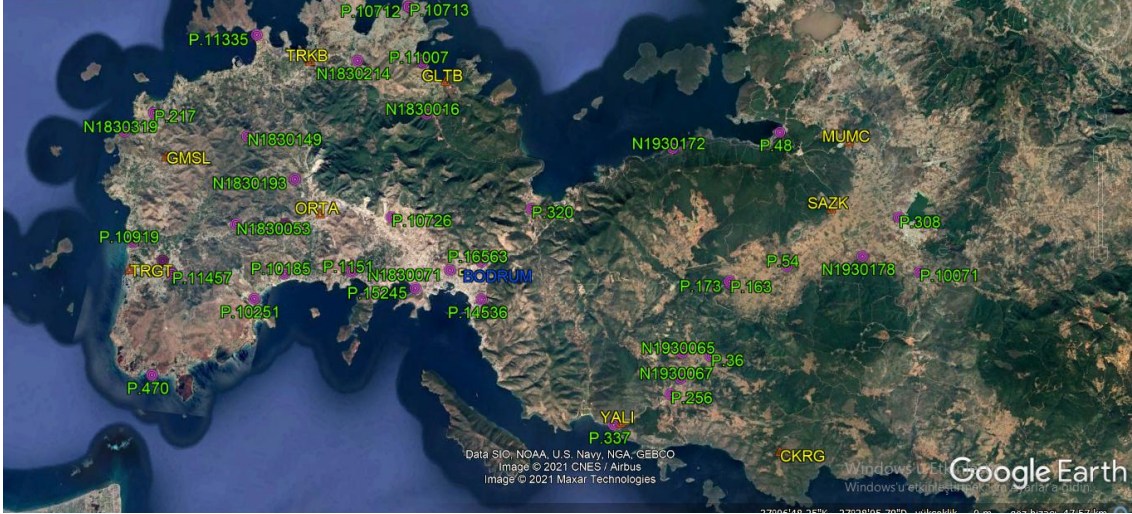 P.10712
P.10713
P.11335
TRKB
P.11007
N1830214
GLTB
P.217
N1830016
N1830319
N1830149
N1930172
P.48
MUMC
GMSL
N1830193
ORTA
P.10726
P.320
SAZK
P.308
N1830053
P.10919
P.16563
P.54
N1930178
TRGT
P.11457
P.10185
P.1151
N1830071
BODRUM
P.10071
P.15245
P.173
P.163
P.10251
P.14536
N1930065
P.36
N1930067
P.470
P.256
YALI
P.337
CKRG
Data SIO, NOAA, U.S. Navy, NGA, GEBCO
Image © 2021 CNES / Airbus
Image © 2021 Maxar Technologies
Google Earth